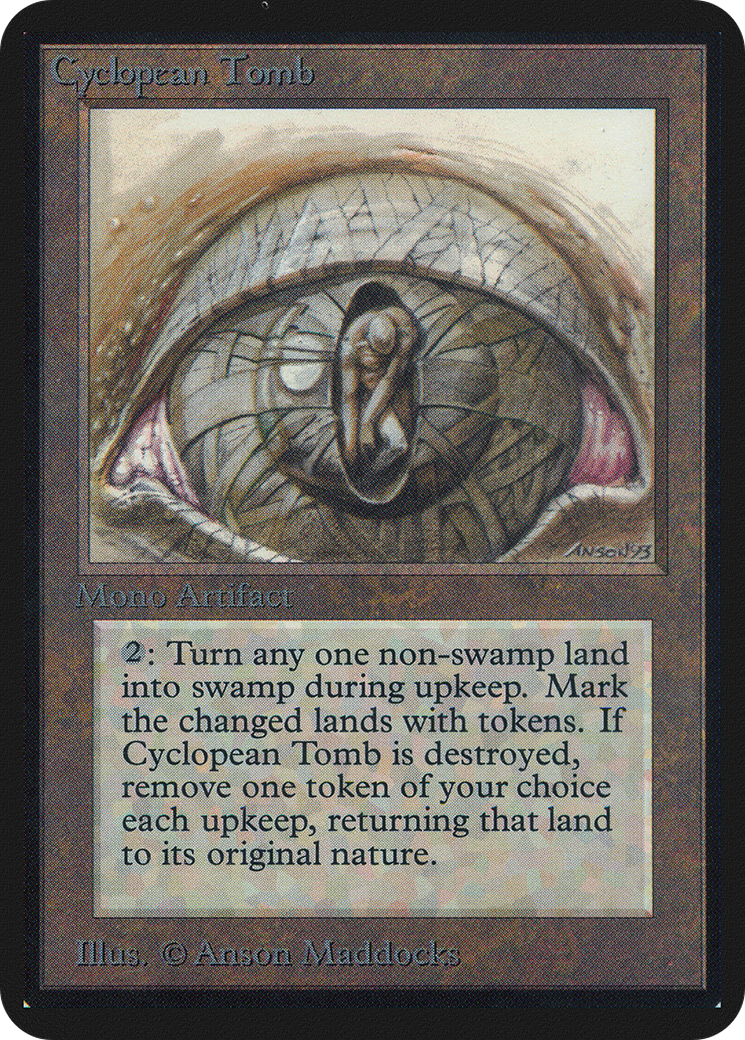 Cyclopean Tomb
ANSON'93
Mono Artifact
2: Turn any one non-swamp land
into swamp during upkeep. Mark
the changed lands with tokens. If
Cyclopean Tomb is destroyed,
remove one token of your choice
each upkeep, returning that land
to its original nature.
Illus. © Anson Maddocks